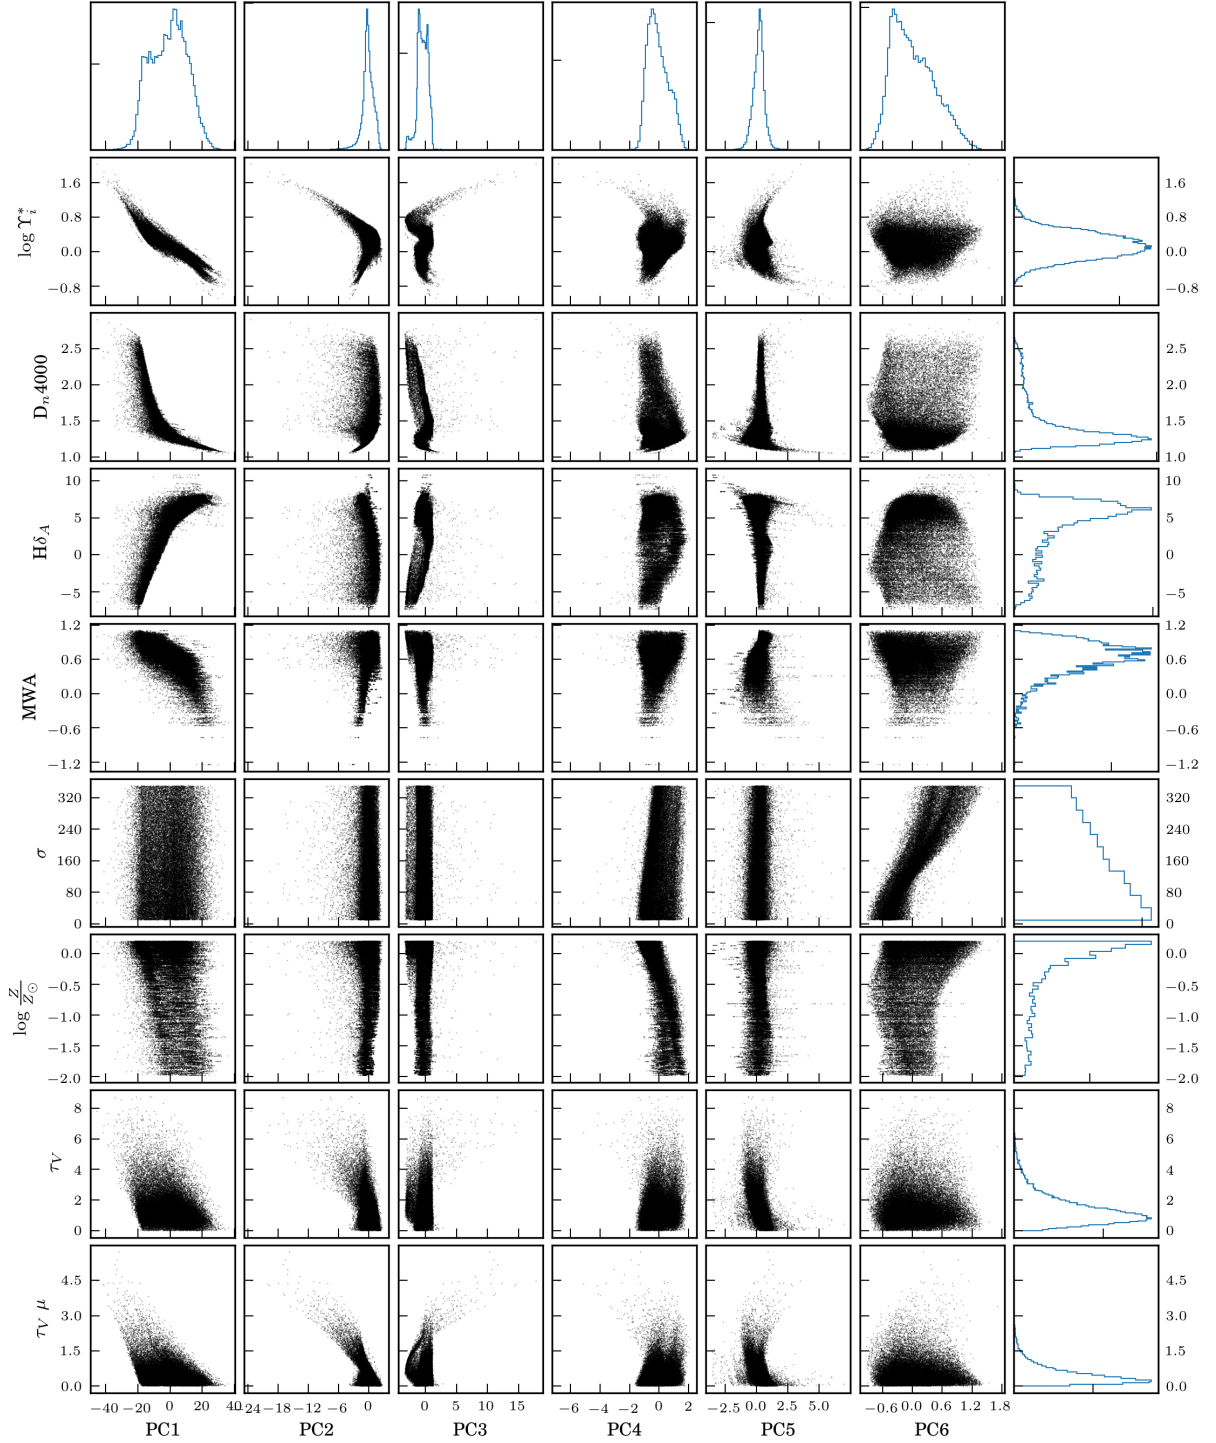 log Υ*ᵢ
1.6 0.8 0.0 −0.8
1.6 0.8 0.0 −0.8
Dₙ4000
2.5 2.0 1.5 1.0
2.5 2.0 1.5 1.0
Hδ_A
10 5 0 −5
10 5 0 −5
MWA
1.2 0.6 0.0 −0.6 −1.2
1.2 0.6 0.0 −0.6 −1.2
σ
320 240 160 80 0
320 240 160 80 0
log Z/Z⊙
0.0 −0.5 −1.0 −1.5 −2.0
0.0 −0.5 −1.0 −1.5 −2.0
τ_V
8 6 4 2 0
8 6 4 2 0
τ_V μ
4.5 3.0 1.5 0.0
4.5 3.0 1.5 0.0
−40 −20 0 20 40
−24 −18 −12 −6 0
0 5 10 15
−6 −4 −2 0 2
−2.5 0.0 2.5 5.0
−0.6 0.0 0.6 1.2 1.8
PC1 PC2 PC3 PC4 PC5 PC6